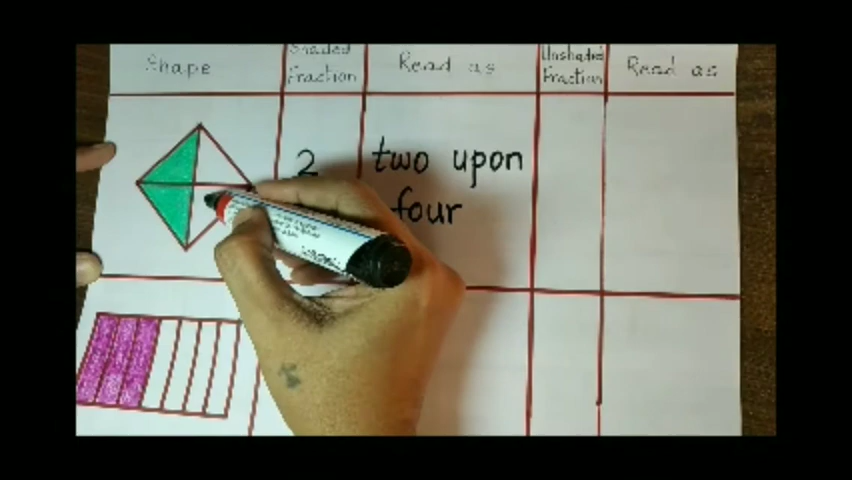 Shape
Shaded
Fraction
Read as
Unshaded
Fraction
Read as
2
two upon
four